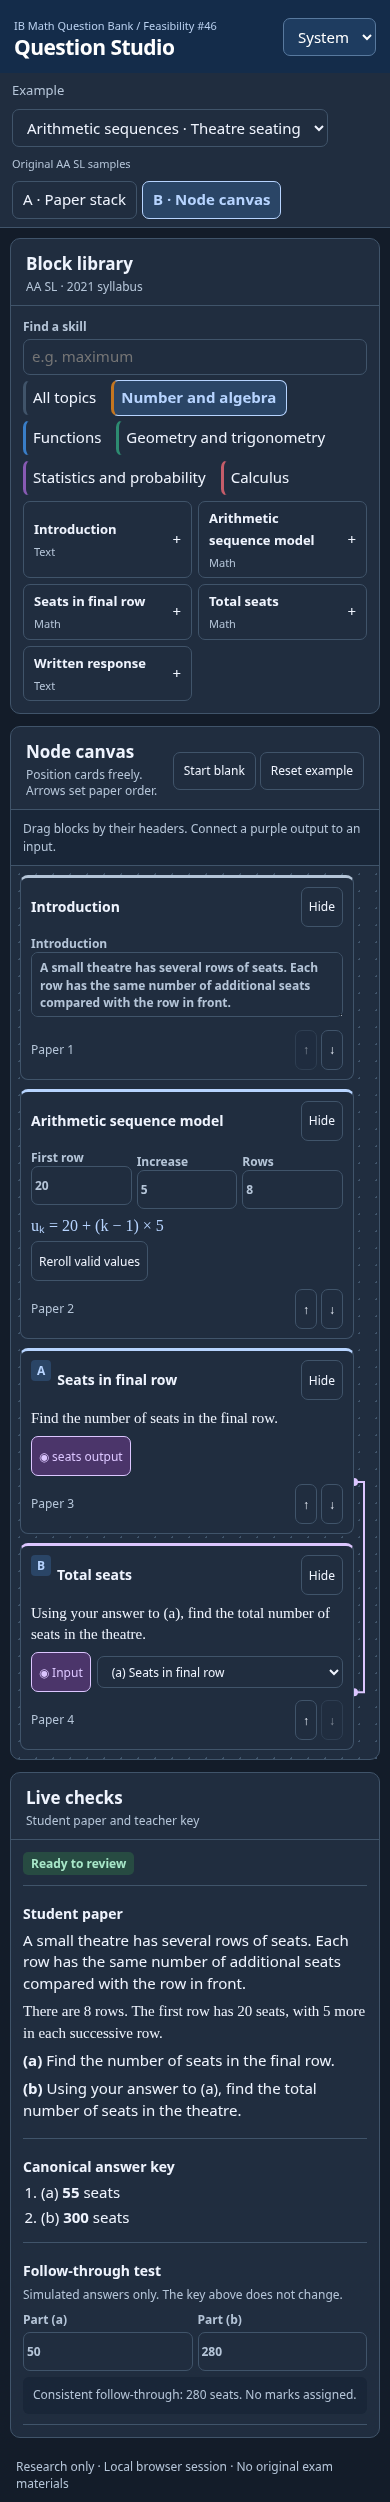 IB Math Question Bank / Feasibility #46
Question Studio
System
Example
Arithmetic sequences · Theatre seating
Original AA SL samples
A · Paper stack
B · Node canvas
Block library
AA SL · 2021 syllabus
Find a skill
e.g. maximum
All topics
Number and algebra
Functions
Geometry and trigonometry
Statistics and probability
Calculus
Introduction
Text
+
Arithmetic
sequence model
Math
+
Seats in final row
Math
+
Total seats
Math
+
Written response
Text
+
Node canvas
Position cards freely.
Arrows set paper order.
Start blank
Reset example
Drag blocks by their headers. Connect a purple output to an
input.
Introduction
Hide
Introduction
A small theatre has several rows of seats. Each
row has the same number of additional seats
compared with the row in front.
Paper 1
↑
↓
Arithmetic sequence model
Hide
First row
Increase
Rows
20
5
8
uₖ = 20 + (k − 1) × 5
Reroll valid values
Paper 2
↑
↓
A
Seats in final row
Hide
Find the number of seats in the final row.
◉ seats output
Paper 3
↑
↓
B
Total seats
Hide
Using your answer to (a), find the total number of
seats in the theatre.
◉ Input
(a) Seats in final row
Paper 4
↑
↓
Live checks
Student paper and teacher key
Ready to review
Student paper
A small theatre has several rows of seats. Each
row has the same number of additional seats
compared with the row in front.
There are 8 rows. The first row has 20 seats, with 5 more
in each successive row.
(a) Find the number of seats in the final row.
(b) Using your answer to (a), find the total
number of seats in the theatre.
Canonical answer key
1. (a) 55 seats
2. (b) 300 seats
Follow-through test
Simulated answers only. The key above does not change.
Part (a)
Part (b)
50
280
Consistent follow-through: 280 seats. No marks assigned.
Research only · Local browser session · No original exam
materials